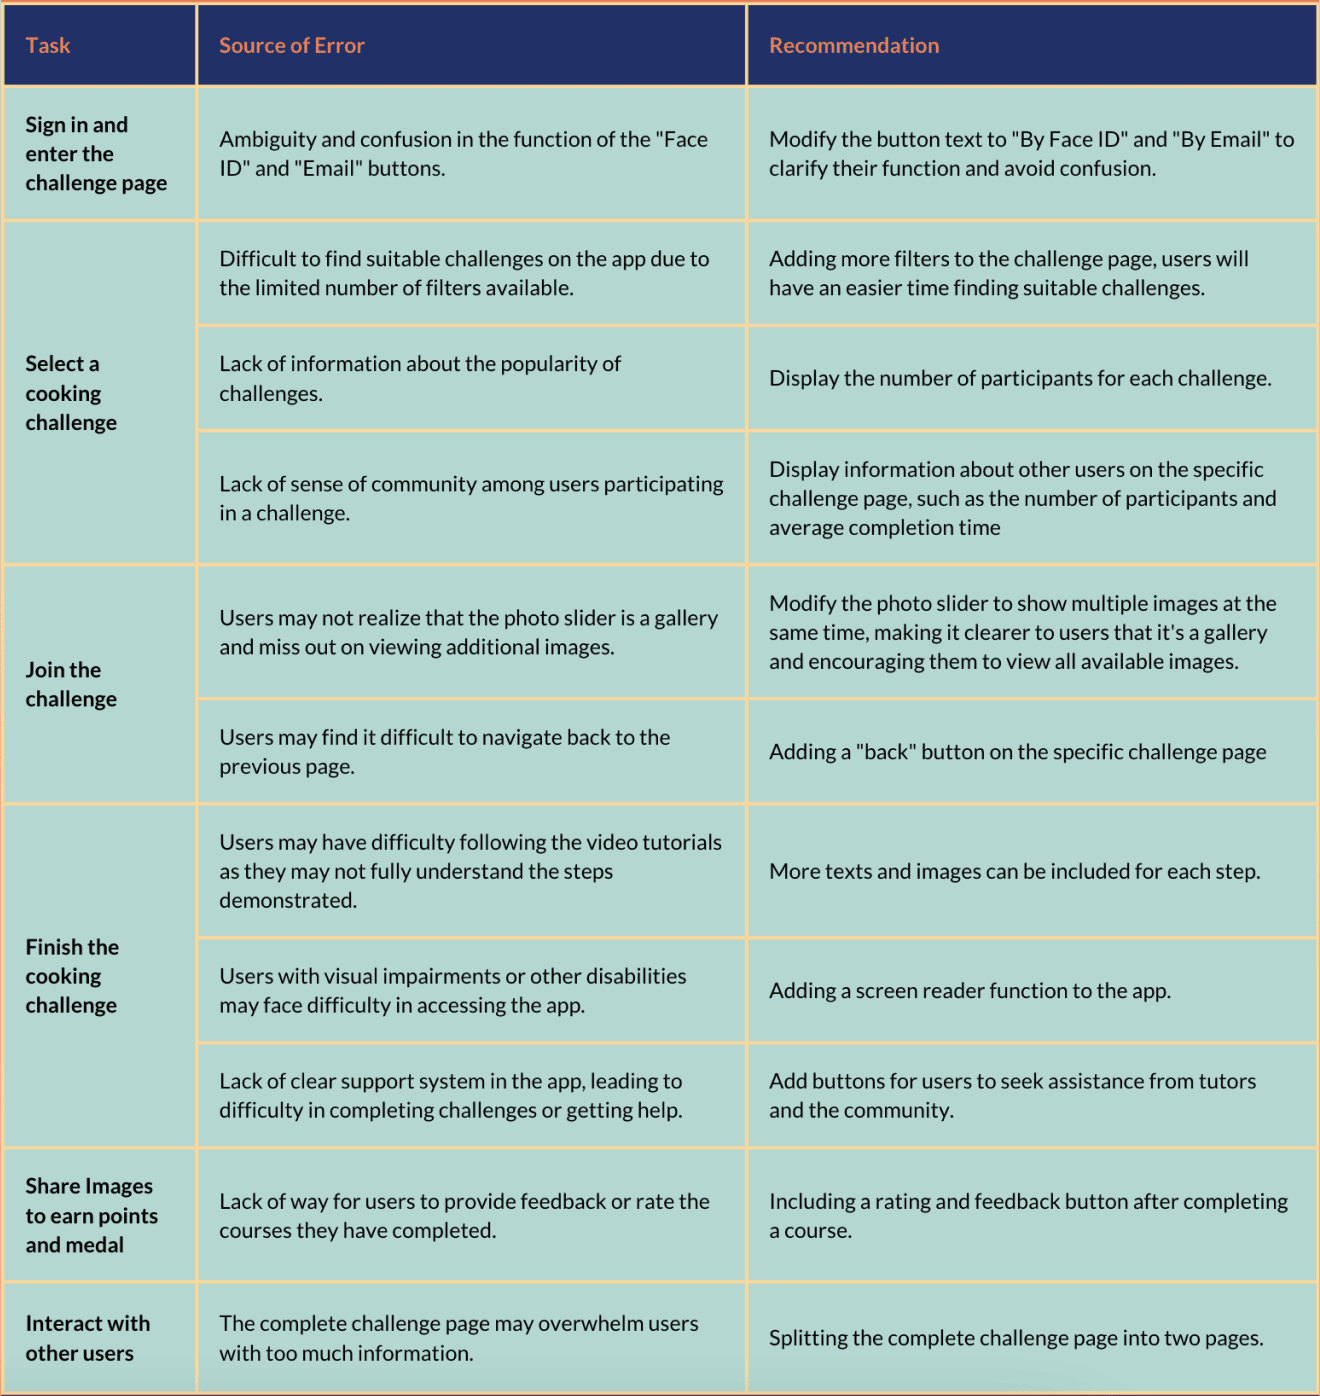 Task
Source of Error
Recommendation
Sign in and
enter the
challenge page
Ambiguity and confusion in the function of the "Face
ID" and "Email" buttons.
Modify the button text to "By Face ID" and "By Email" to
clarify their function and avoid confusion.
Select a
cooking
challenge
Difficult to find suitable challenges on the app due to
the limited number of filters available.
Adding more filters to the challenge page, users will
have an easier time finding suitable challenges.
Lack of information about the popularity of
challenges.
Display the number of participants for each challenge.
Lack of sense of community among users participating
in a challenge.
Display information about other users on the specific
challenge page, such as the number of participants and
average completion time
Join the
challenge
Users may not realize that the photo slider is a gallery
and miss out on viewing additional images.
Modify the photo slider to show multiple images at the
same time, making it clearer to users that it's a gallery
and encouraging them to view all available images.
Users may find it difficult to navigate back to the
previous page.
Adding a "back" button on the specific challenge page
Finish the
cooking
challenge
Users may have difficulty following the video tutorials
as they may not fully understand the steps
demonstrated.
More texts and images can be included for each step.
Users with visual impairments or other disabilities
may face difficulty in accessing the app.
Adding a screen reader function to the app.
Lack of clear support system in the app, leading to
difficulty in completing challenges or getting help.
Add buttons for users to seek assistance from tutors
and the community.
Share Images
to earn points
and medal
Lack of way for users to provide feedback or rate the
courses they have completed.
Including a rating and feedback button after completing
a course.
Interact with
other users
The complete challenge page may overwhelm users
with too much information.
Splitting the complete challenge page into two pages.